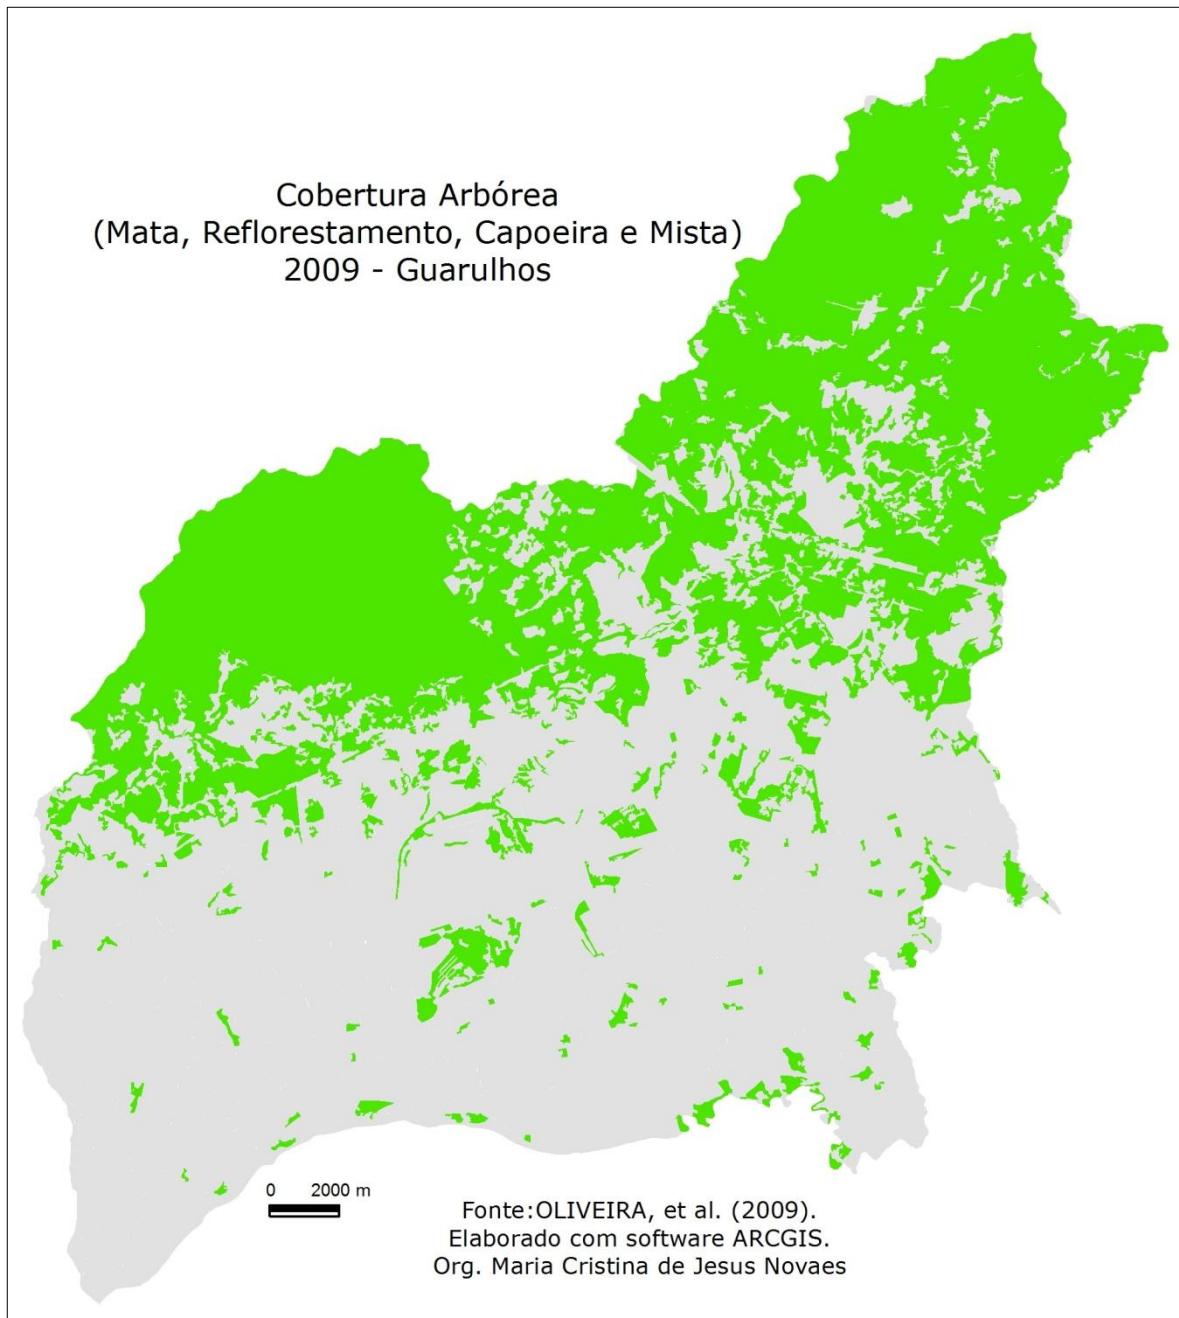 Cobertura Arbórea
(Mata, Reflorestamento, Capoeira e Mista)
2009 - Guarulhos
0 2000 m
Fonte:OLIVEIRA, et al. (2009).
Elaborado com software ARCGIS.
Org. Maria Cristina de Jesus Novaes